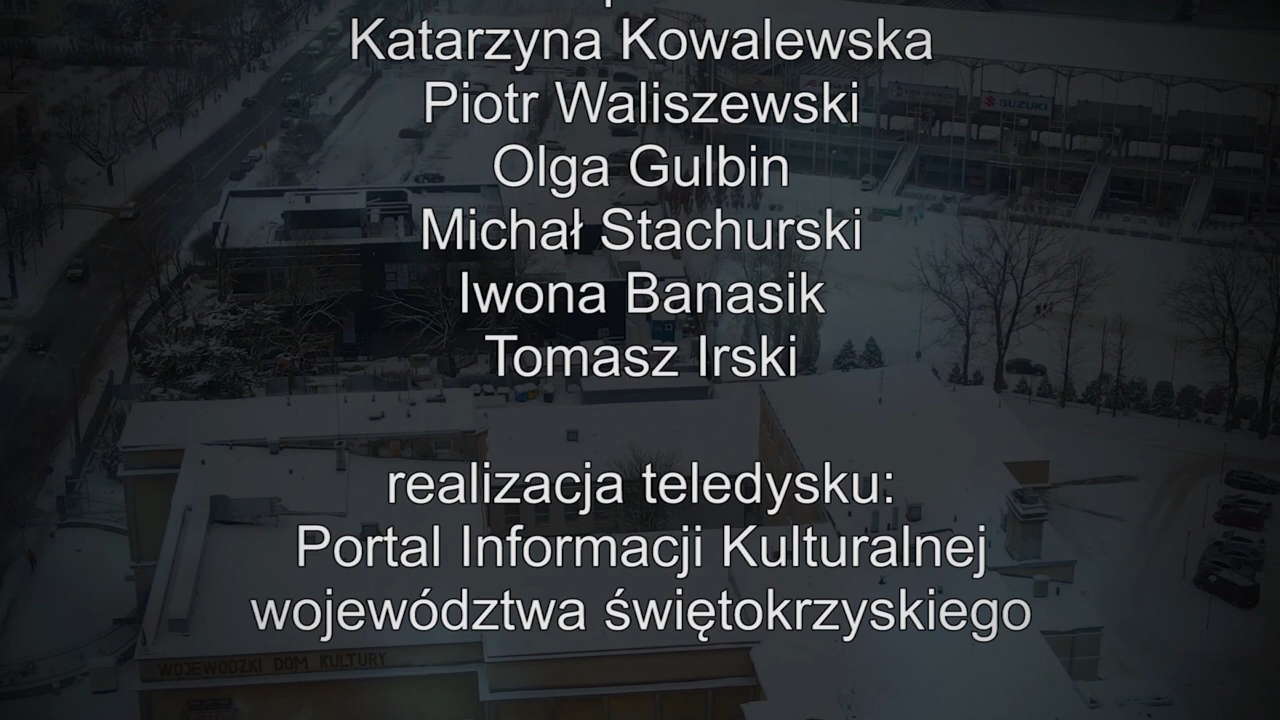 Katarzyna Kowalewska
Piotr Waliszewski
Olga Gulbin
Michał Stachurski
Iwona Banasik
Tomasz Irski
realizacja teledysku:
Portal Informacji Kulturalnej
województwa świętokrzyskiego
SUZUKI
WOJEWÓDZKI DOM KULTURY